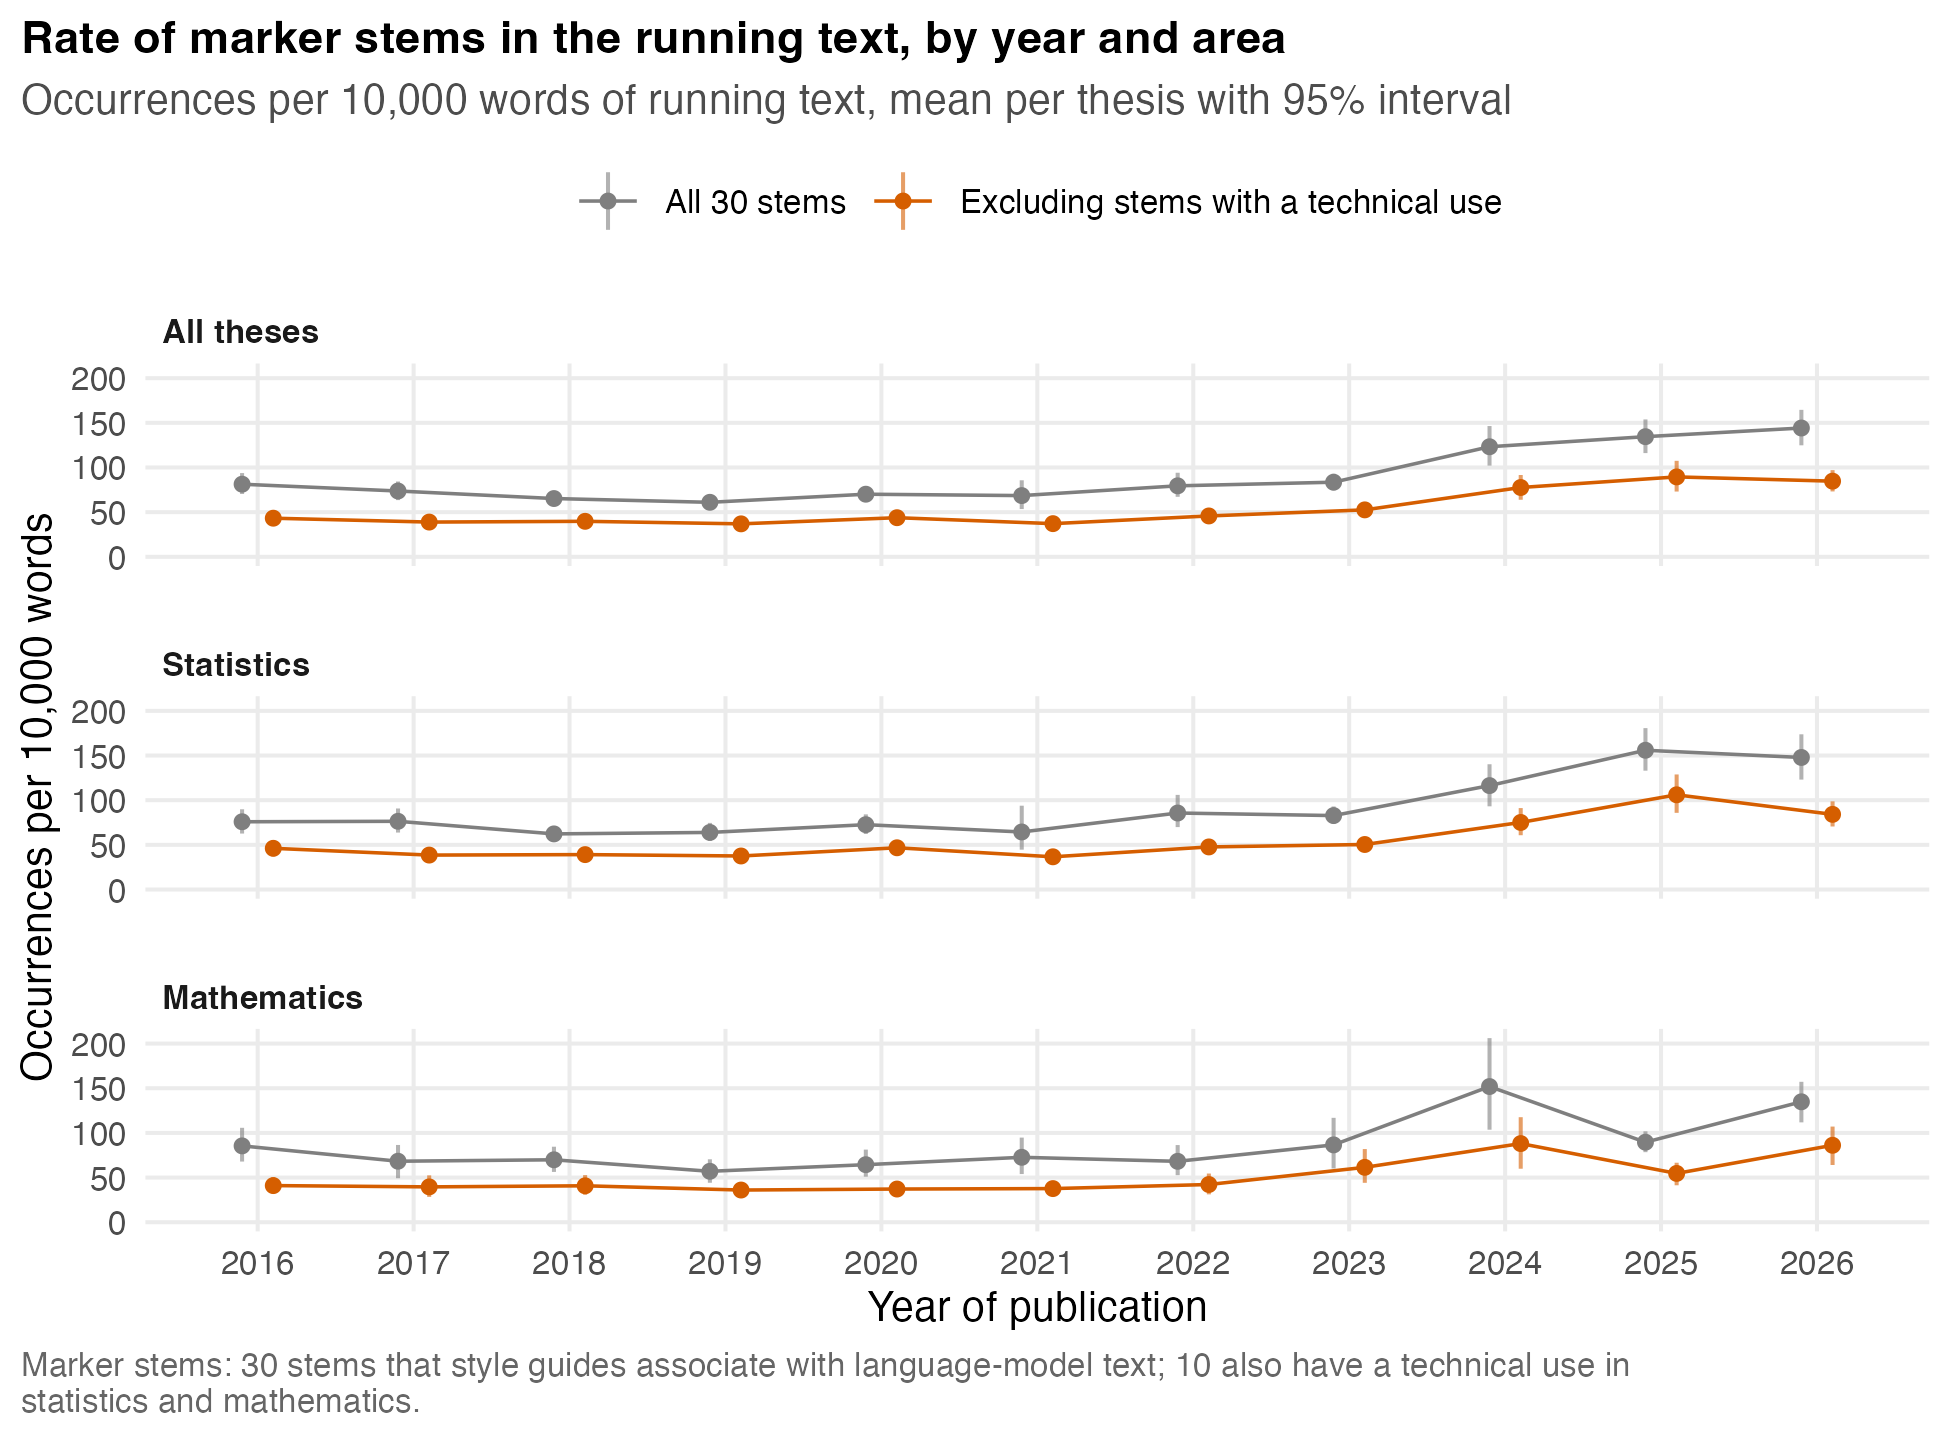 Rate of marker stems in the running text, by year and area
Occurrences per 10,000 words of running text, mean per thesis with 95% interval
All 30 stems
Excluding stems with a technical use
Occurrences per 10,000 words
All theses
200
150
100
50
0
Statistics
200
150
100
50
0
Mathematics
200
150
100
50
0
2016 2017 2018 2019 2020 2021 2022 2023 2024 2025 2026
Year of publication
Marker stems: 30 stems that style guides associate with language-model text; 10 also have a technical use in
statistics and mathematics.